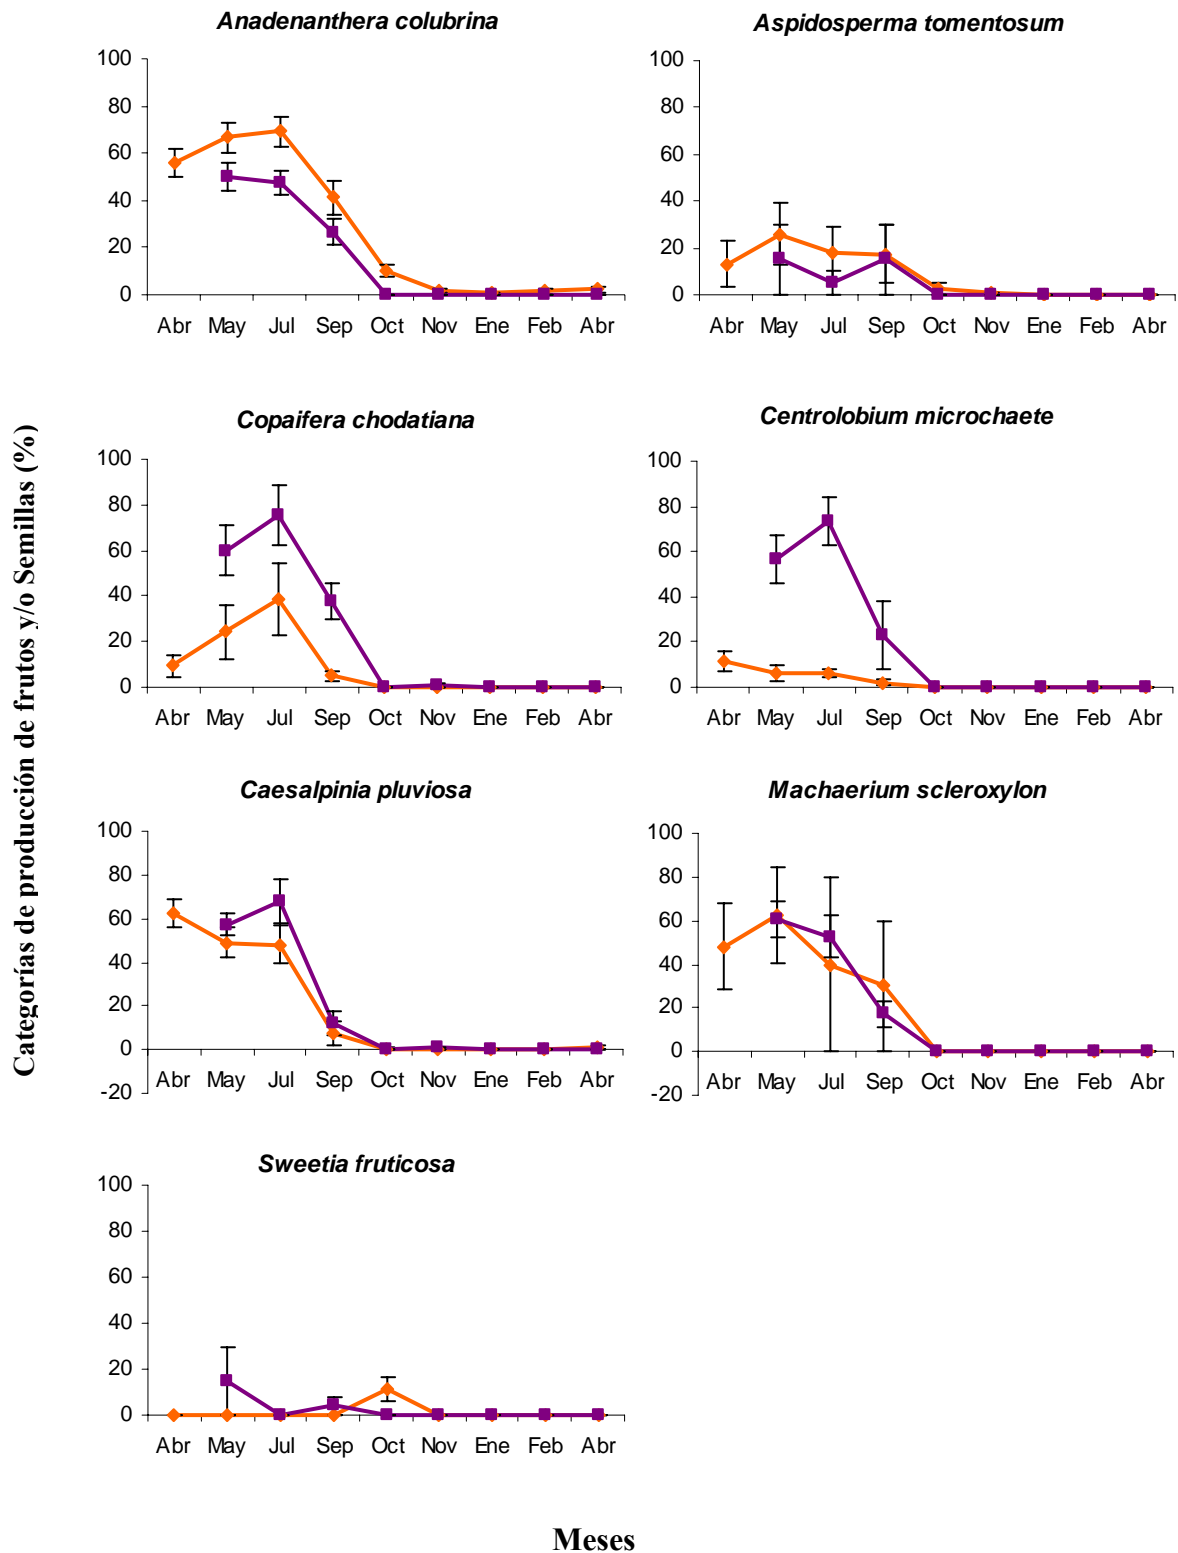 Anadenanthera colubrina
100
80
60
40
20
0
Abr May Jul Sep Oct Nov Ene Feb Abr
Aspidosperma tomentosum
100
80
60
40
20
0
Abr May Jul Sep Oct Nov Ene Feb Abr
Categorías de producción de frutos y/o Semillas (%)
Copaifera chodatiana
100
80
60
40
20
0
Abr May Jul Sep Oct Nov Ene Feb Abr
Centrolobium microchaete
100
80
60
40
20
0
Abr May Jul Sep Oct Nov Ene Feb Abr
Caesalpinia pluviosa
100
80
60
40
20
0
-20
Abr May Jul Sep Oct Nov Ene Feb Abr
Machaerium scleroxylon
100
80
60
40
20
0
-20
Abr May Jul Sep Oct Nov Ene Feb Abr
Sweetia fruticosa
100
80
60
40
20
0
Abr May Jul Sep Oct Nov Ene Feb Abr
Meses